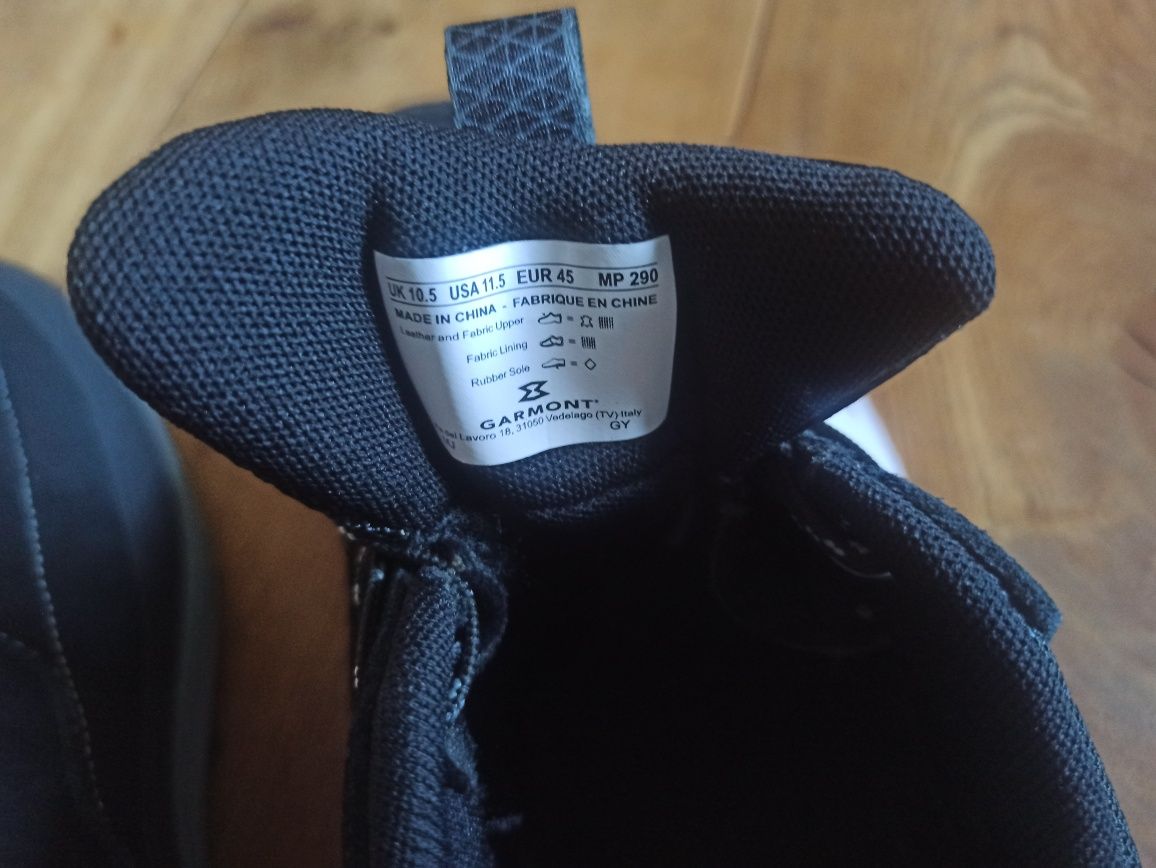 UK 10.5 USA 11.5 EUR 45 MP 290
MADE IN CHINA - FABRIQUE EN CHINE
Leather and Fabric Upper = 
Fabric Lining =
Rubber Sole =
GARMONT
del Lavoro 18, 31050 Vedelago (TV) Italy
GY